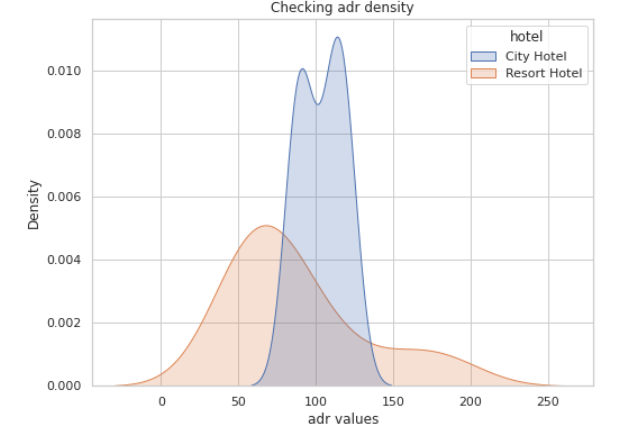 Checking adr density
hotel
City Hotel
Resort Hotel
Density
0.010
0.008
0.006
0.004
0.002
0.000
0 50 100 150 200 250
adr values